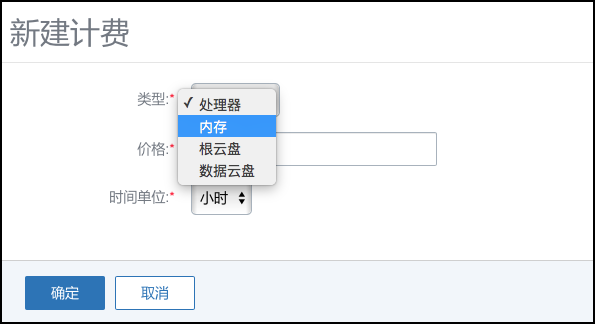 新建计费
类型:*
✓ 处理器
内存
价格:*
根云盘
数据云盘
时间单位:* 小时
确定 取消